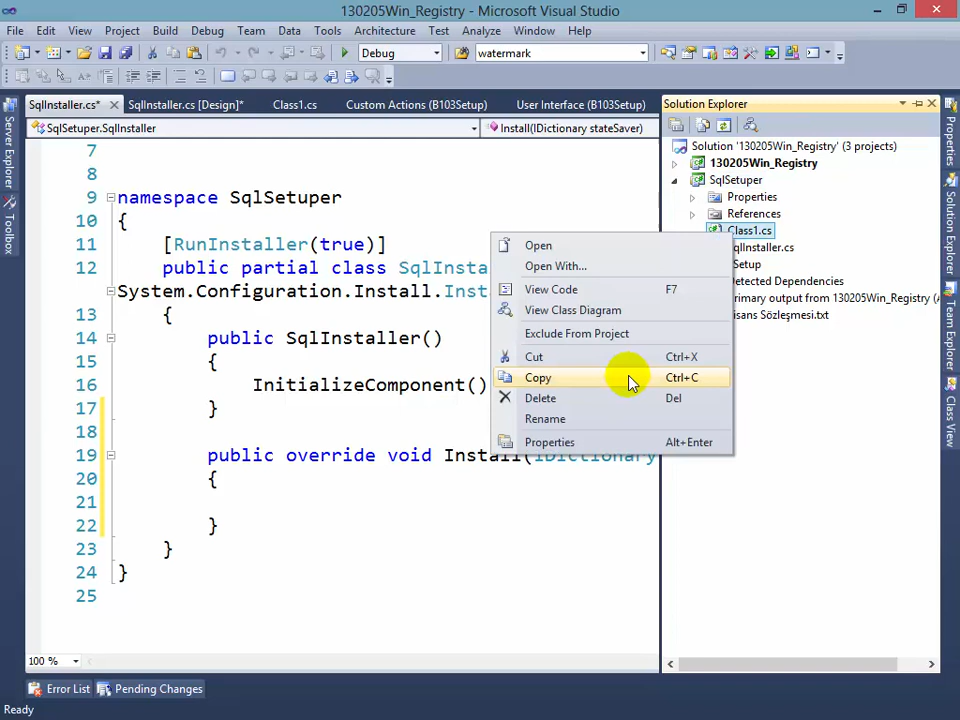 130205Win_Registry - Microsoft Visual Studio
File Edit View Project Build Debug Team Data Tools Architecture Test Analyze Window Help
Debug watermark
SqlInstaller.cs* SqlInstaller.cs [Design]* Class1.cs Custom Actions (B103Setup) User Interface (B103Setup)
SqlSetuper.SqlInstaller Install(IDictionary stateSaver)
7
8
9 namespace SqlSetuper
10 {
11 [RunInstaller(true)]
12 public partial class SqlInsta
System.Configuration.Install.Inst
13 {
14 public SqlInstaller()
15 {
16 InitializeComponent()
17 }
18
19 public override void Install(IDictionary
20 {
21
22 }
23 }
24 }
25
100 %
Open
Open With...
View Code F7
View Class Diagram
Exclude From Project
Cut Ctrl+X
Copy Ctrl+C
Delete Del
Rename
Properties Alt+Enter
Solution Explorer
Solution '130205Win_Registry' (3 projects)
130205Win_Registry
SqlSetuper
Properties
References
Class1.cs
SqlInstaller.cs
Setup
Detected Dependencies
Primary output from 130205Win_Registry (A
isans Sözleşmesi.txt
Server Explorer
Toolbox
Properties
Solution Explorer
Team Explorer
Class View
Error List Pending Changes
Ready